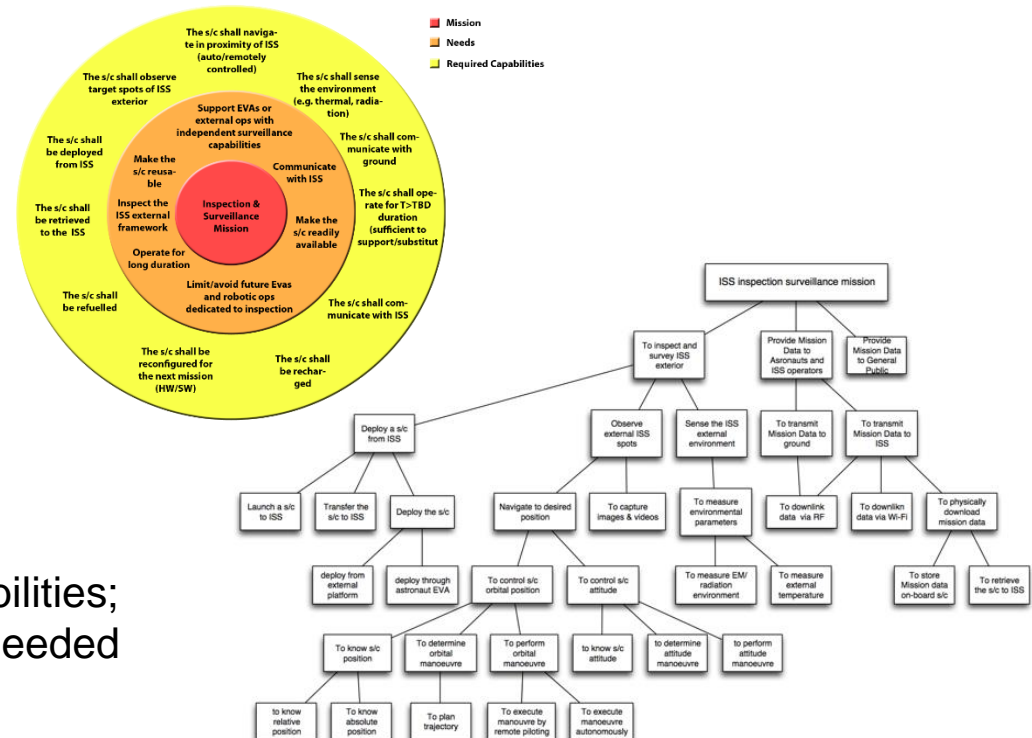 Mission
Needs
Required Capabilities
The s/c shall naviga-
te in proximity of ISS
(auto/remotely
controlled)
The s/c shall observe
target spots of ISS
exterior
The s/c shall sense
the environment
(e.g. thermal, radia-
tion)
The s/c shall
be deployed
from ISS
The s/c shall com-
municate with
ground
The s/c shall
be retrieved
to the ISS
The s/c shall ope-
rate for T>TBD
duration
(sufficient to
support/substitut
The s/c shall
be refuelled
The s/c shall com-
municate with ISS
The s/c shall be
reconfigured for
the next mission
(HW/SW)
The s/c shall
be rechar-
ged
Support EVAs or
external ops with
independent surveillance
capabilities
Make the
s/c reusa-
ble
Communicate
with ISS
Inspect the
ISS external
framework
Make the
s/c readily
available
Operate for
long duration
Limit/avoid future Evas
and robotic ops
dedicated to inspection
Inspection &
Surveillance
Mission
ISS inspection surveillance mission
To inspect and
survey ISS
exterior
Provide Mission
Data to
Asronauts and
ISS operators
Provide
Mission Data
to General
Public
Deploy a s/c
from ISS
Observe
external ISS
spots
Sense the ISS
external
environment
To transmit
Mission Data to
ground
To transmit
Mission Data to
ISS
Launch a s/c
to ISS
Transfer the
s/c to ISS
Deploy the s/c
Navigate to desired
position
To capture
images & videos
To measure
environmental
parameters
To downlink
data via RF
To downlikn
data via Wi-Fi
To physically
download
mission data
deploy from
external
platform
deploy through
astronaut EVA
To control s/c
orbital position
To control s/c
attitude
To measure EM/
radiation
environment
To measure
external
temperature
To store
Mission data
on-board s/c
To retrieve
the s/c to ISS
To know s/c
position
To determine
orbital
manoeuvre
To perform
orbital
manoeuvre
to know s/c
attitude
to determine
attitude
manoeuvre
to perform
attitude
manoeuvre
to know
relative
position
To know
absolute
position
To plan
trajectory
To execute
manouvre by
remote piloting
To execute
manoeuvre
autonomously
bilities;
eeded